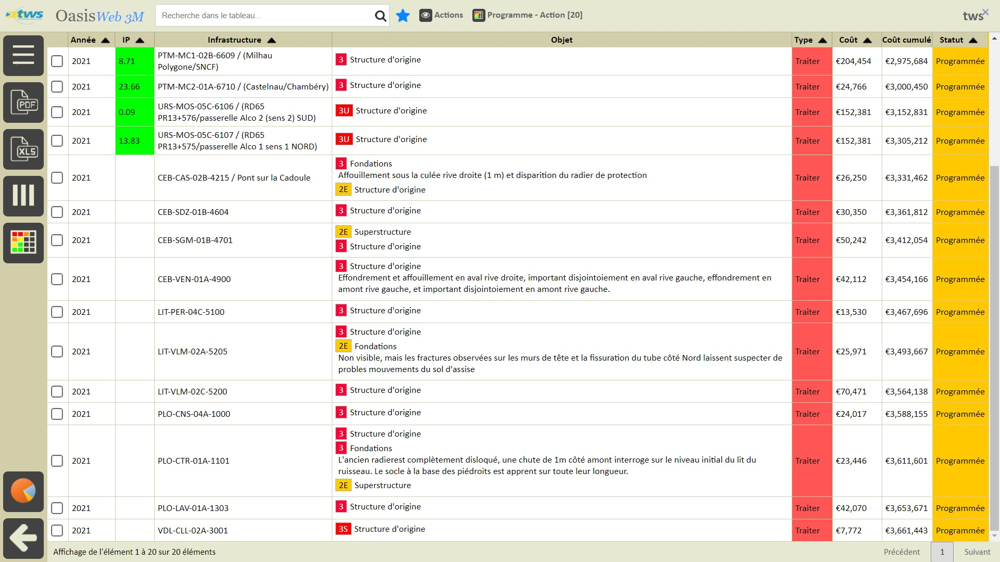 tws OasisWeb 3M Recherche dans le tableau... Actions Programme - Action [20] tws×
Année IP Infrastructure Objet Type Coût Coût cumulé Statut
2021 8.71 PTM-MC1-02B-6609 / (Milhau Polygone/SNCF) 3 Structure d'origine Traiter €204,454 €2,975,684 Programmée
2021 23.66 PTM-MC2-01A-6710 / (Castelnau/Chambéry) 3 Structure d'origine Traiter €24,766 €3,000,450 Programmée
2021 0.09 URS-MOS-05C-6106 / (RD65 PR13+576/passerelle Alco 2 (sens 2) SUD) 3U Structure d'origine Traiter €152,381 €3,152,831 Programmée
2021 13.83 URS-MOS-05C-6107 / (RD65 PR13+575/passerelle Alco 1 sens 1 NORD) 3U Structure d'origine Traiter €152,381 €3,305,212 Programmée
3 Fondations
Affouillement sous la culée rive droite (1 m) et disparition du radier de protection
2021 CEB-CAS-02B-4215 / Pont sur la Cadoule Traiter €26,250 €3,331,462 Programmée
2E Structure d'origine
2021 CEB-SDZ-01B-4604 3 Structure d'origine Traiter €30,350 €3,361,812 Programmée
2E Superstructure
2021 CEB-SGM-01B-4701 Traiter €50,242 €3,412,054 Programmée
3 Structure d'origine
3 Structure d'origine
Effondrement et affouillement en aval rive droite, important disjointoiement en aval rive gauche, effondrement en
2021 CEB-VEN-01A-4900 Traiter €42,112 €3,454,166 Programmée
amont rive gauche, et important disjointoiement en amont rive gauche.
2021 LIT-PER-04C-5100 3 Structure d'origine Traiter €13,530 €3,467,696 Programmée
3 Structure d'origine
2E Fondations
2021 LIT-VLM-02A-5205 Traiter €25,971 €3,493,667 Programmée
Non visible, mais les fractures observées sur les murs de tête et la fissuration du tube côté Nord laissent suspecter de
probles mouvements du sol d'assise
2021 LIT-VLM-02C-5200 3 Structure d'origine Traiter €70,471 €3,564,138 Programmée
2021 PLO-CNS-04A-1000 3 Structure d'origine Traiter €24,017 €3,588,155 Programmée
3 Structure d'origine
3 Fondations
L'ancien radierest complètement disloqué, une chute de 1m côté amont interroge sur le niveau initial du lit du
2021 PLO-CTR-01A-1101 Traiter €23,446 €3,611,601 Programmée
ruisseau. Le socle à la base des piédroits est apprent sur toute leur longueur.
2E Superstructure
2021 PLO-LAV-01A-1303 3 Structure d'origine Traiter €42,070 €3,653,671 Programmée
2021 VDL-CLL-02A-3001 3S Structure d'origine Traiter €7,772 €3,661,443 Programmée
PDF
XLS
Affichage de l'élément 1 à 20 sur 20 éléments Précédent 1 Suivant